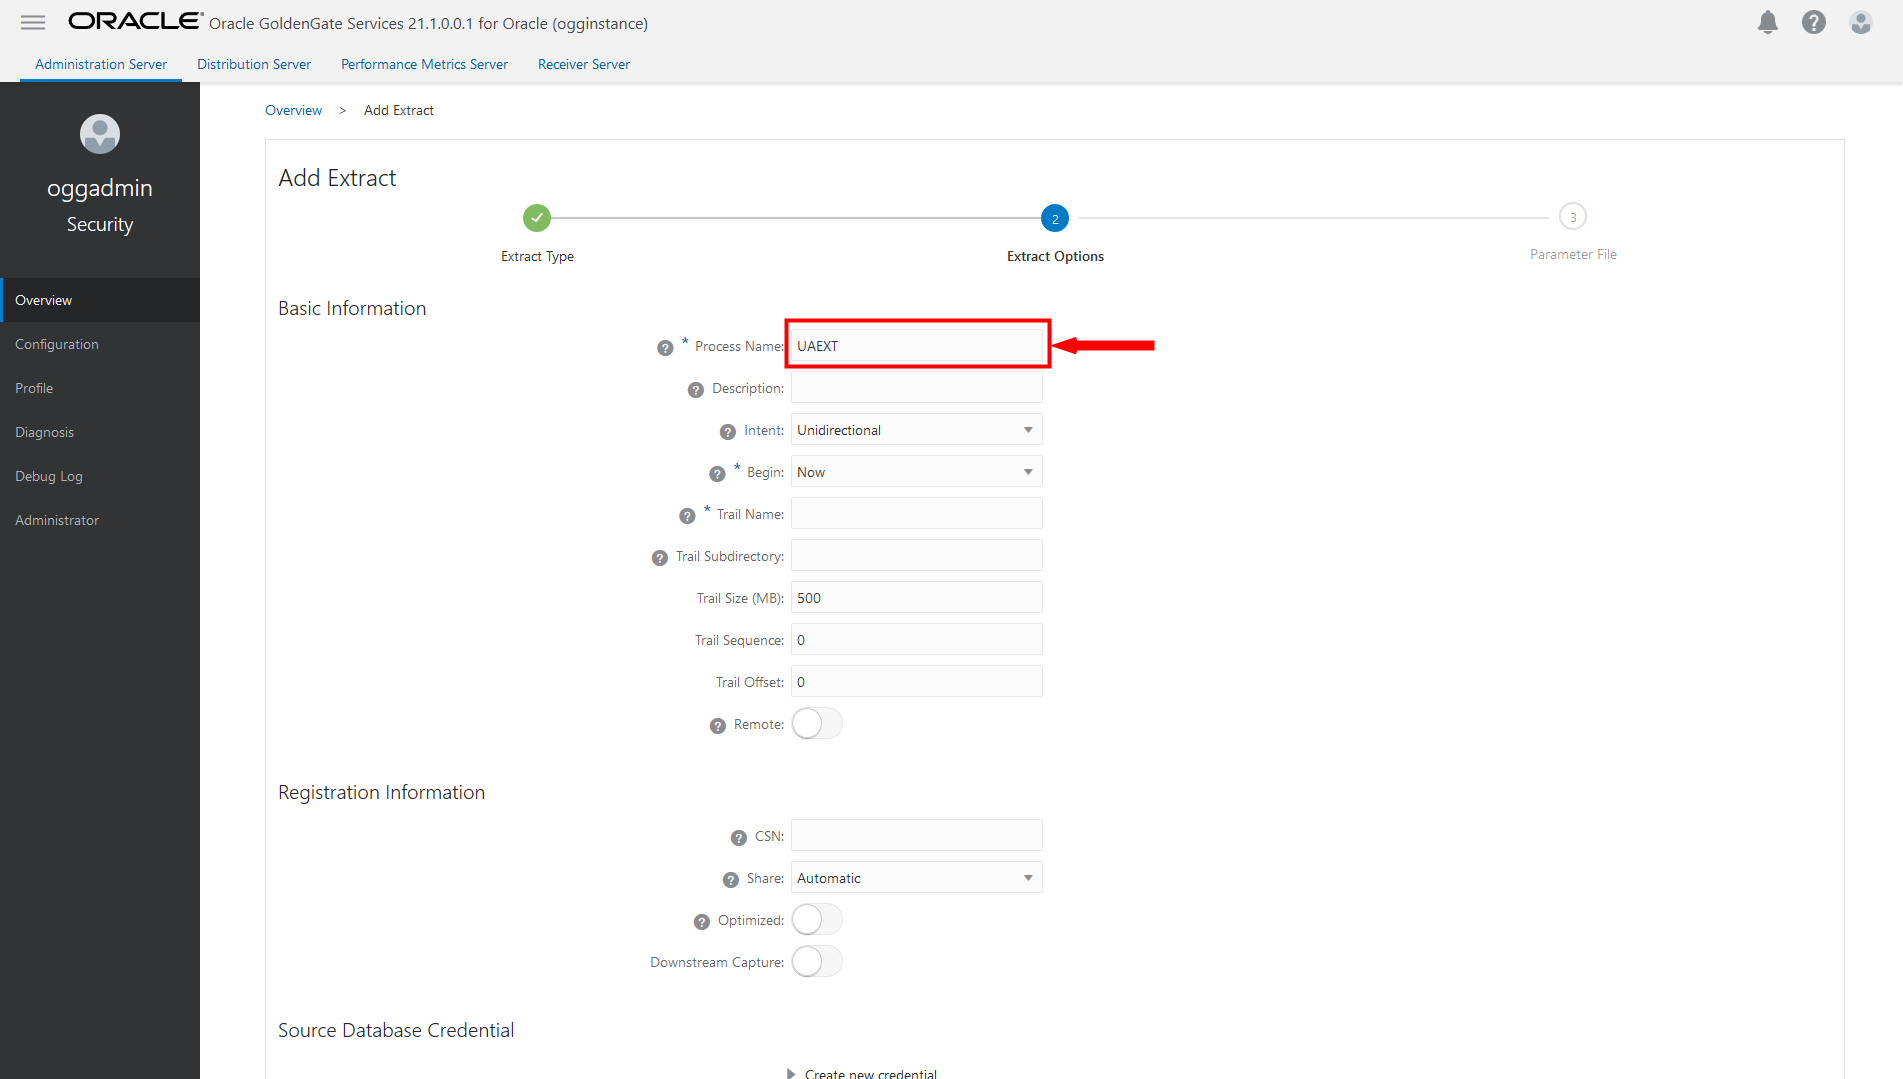 ORACLE® Oracle GoldenGate Services 21.1.0.0.1 for Oracle (ogginstance)
Administration Server Distribution Server Performance Metrics Server Receiver Server
oggadmin
Security
Overview
Configuration
Profile
Diagnosis
Debug Log
Administrator
Overview > Add Extract
Add Extract
2
3
Extract Type
Extract Options
Parameter File
Basic Information
? * Process Name: UAEXT
? Description:
? Intent: Unidirectional
? * Begin: Now
? * Trail Name:
? Trail Subdirectory:
Trail Size (MB): 500
Trail Sequence: 0
Trail Offset: 0
? Remote:
Registration Information
? CSN:
? Share: Automatic
? Optimized:
Downstream Capture:
Source Database Credential
Create new credential